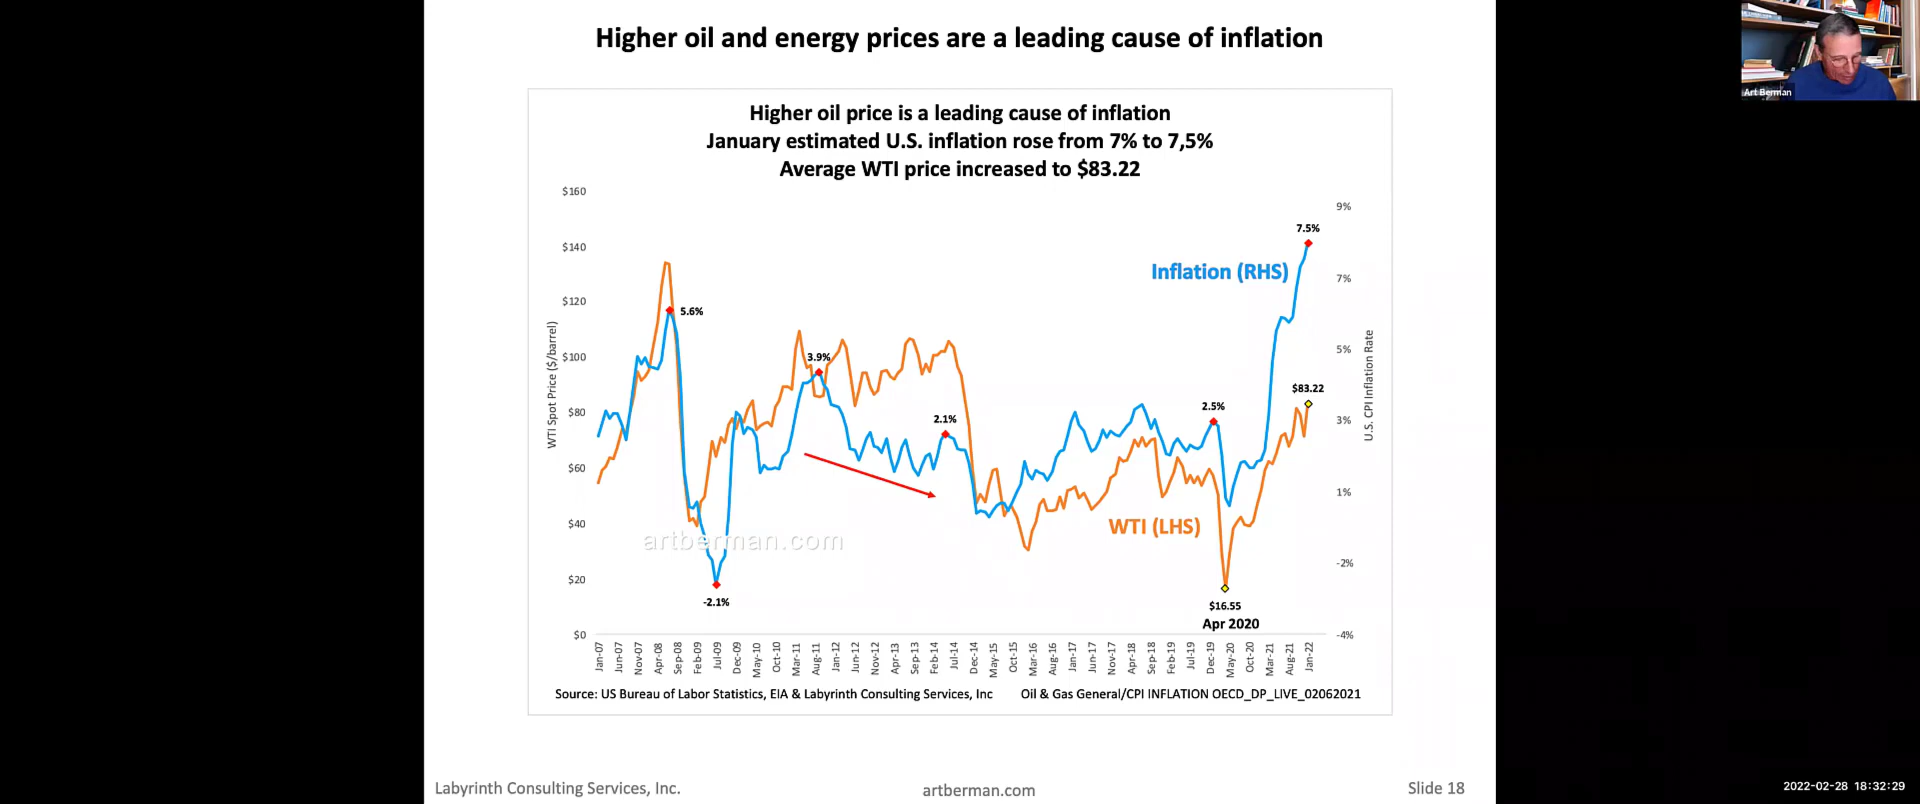 Higher oil and energy prices are a leading cause of inflation
Art Berman
Higher oil price is a leading cause of inflation
January estimated U.S. inflation rose from 7% to 7,5%
Average WTI price increased to $83.22
$160
$140
$120
$100
$80
$60
$40
$20
$0
WTI Spot Price ($/barrel)
9%
7%
5%
3%
1%
-2%
-4%
U.S. CPI Inflation Rate
7.5%
Inflation (RHS)
5.6%
3.9%
$83.22
2.5%
2.1%
WTI (LHS)
artberman.com
-2.1%
$16.55
Apr 2020
Jan-07
Jun-07
Nov-07
Apr-08
Sep-08
Feb-09
Jul-09
Dec-09
May-10
Oct-10
Mar-11
Aug-11
Jan-12
Jun-12
Nov-12
Apr-13
Sep-13
Feb-14
Jul-14
Dec-14
May-15
Oct-15
Mar-16
Aug-16
Jan-17
Jun-17
Nov-17
Apr-18
Sep-18
Feb-19
Jul-19
Dec-19
May-20
Oct-20
Mar-21
Aug-21
Jan-22
Source: US Bureau of Labor Statistics, EIA & Labyrinth Consulting Services, Inc
Oil & Gas General/CPI INFLATION OECD_DP_LIVE_02062021
Labyrinth Consulting Services, Inc.
artberman.com
Slide 18
2022-02-28 18:32:29